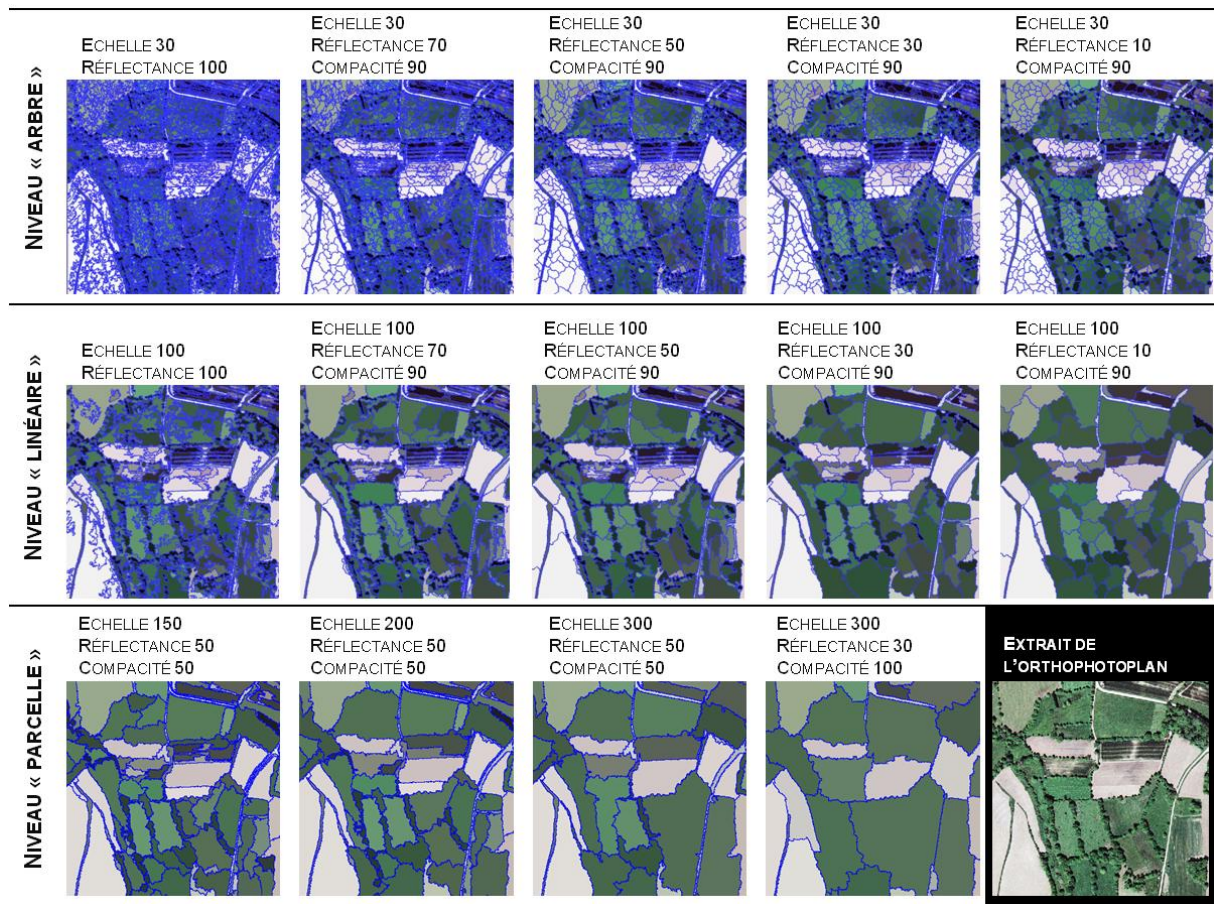 NIVEAU « ARBRE »
ECHELLE 30
RÉFLECTANCE 100
ECHELLE 30
RÉFLECTANCE 70
COMPACITÉ 90
ECHELLE 30
RÉFLECTANCE 50
COMPACITÉ 90
ECHELLE 30
RÉFLECTANCE 30
COMPACITÉ 90
ECHELLE 30
RÉFLECTANCE 10
COMPACITÉ 90
NIVEAU « LINÉAIRE »
ECHELLE 100
RÉFLECTANCE 100
ECHELLE 100
RÉFLECTANCE 70
COMPACITÉ 90
ECHELLE 100
RÉFLECTANCE 50
COMPACITÉ 90
ECHELLE 100
RÉFLECTANCE 30
COMPACITÉ 90
ECHELLE 100
RÉFLECTANCE 10
COMPACITÉ 90
NIVEAU « PARCELLE »
ECHELLE 150
RÉFLECTANCE 50
COMPACITÉ 50
ECHELLE 200
RÉFLECTANCE 50
COMPACITÉ 50
ECHELLE 300
RÉFLECTANCE 50
COMPACITÉ 50
ECHELLE 300
RÉFLECTANCE 30
COMPACITÉ 100
EXTRAIT DE
L'ORTHOPHOTOPLAN